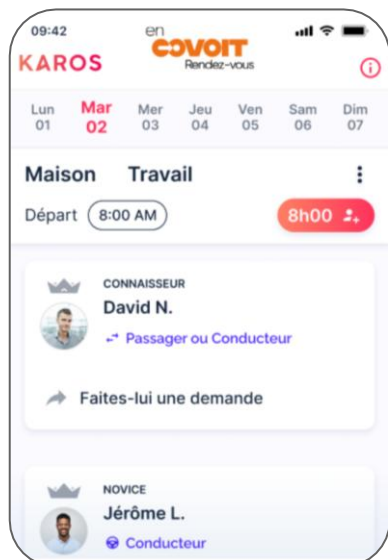 09:42
en
COVOIT
Rendez-vous
KAROS
Lun Mar Mer Jeu Ven Sam Dim
01 02 03 04 05 06 07
Maison Travail
Départ 8:00 AM 8h00
CONNAISSEUR
David N.
Passager ou Conducteur
Faites-lui une demande
NOVICE
Jérôme L.
Conducteur